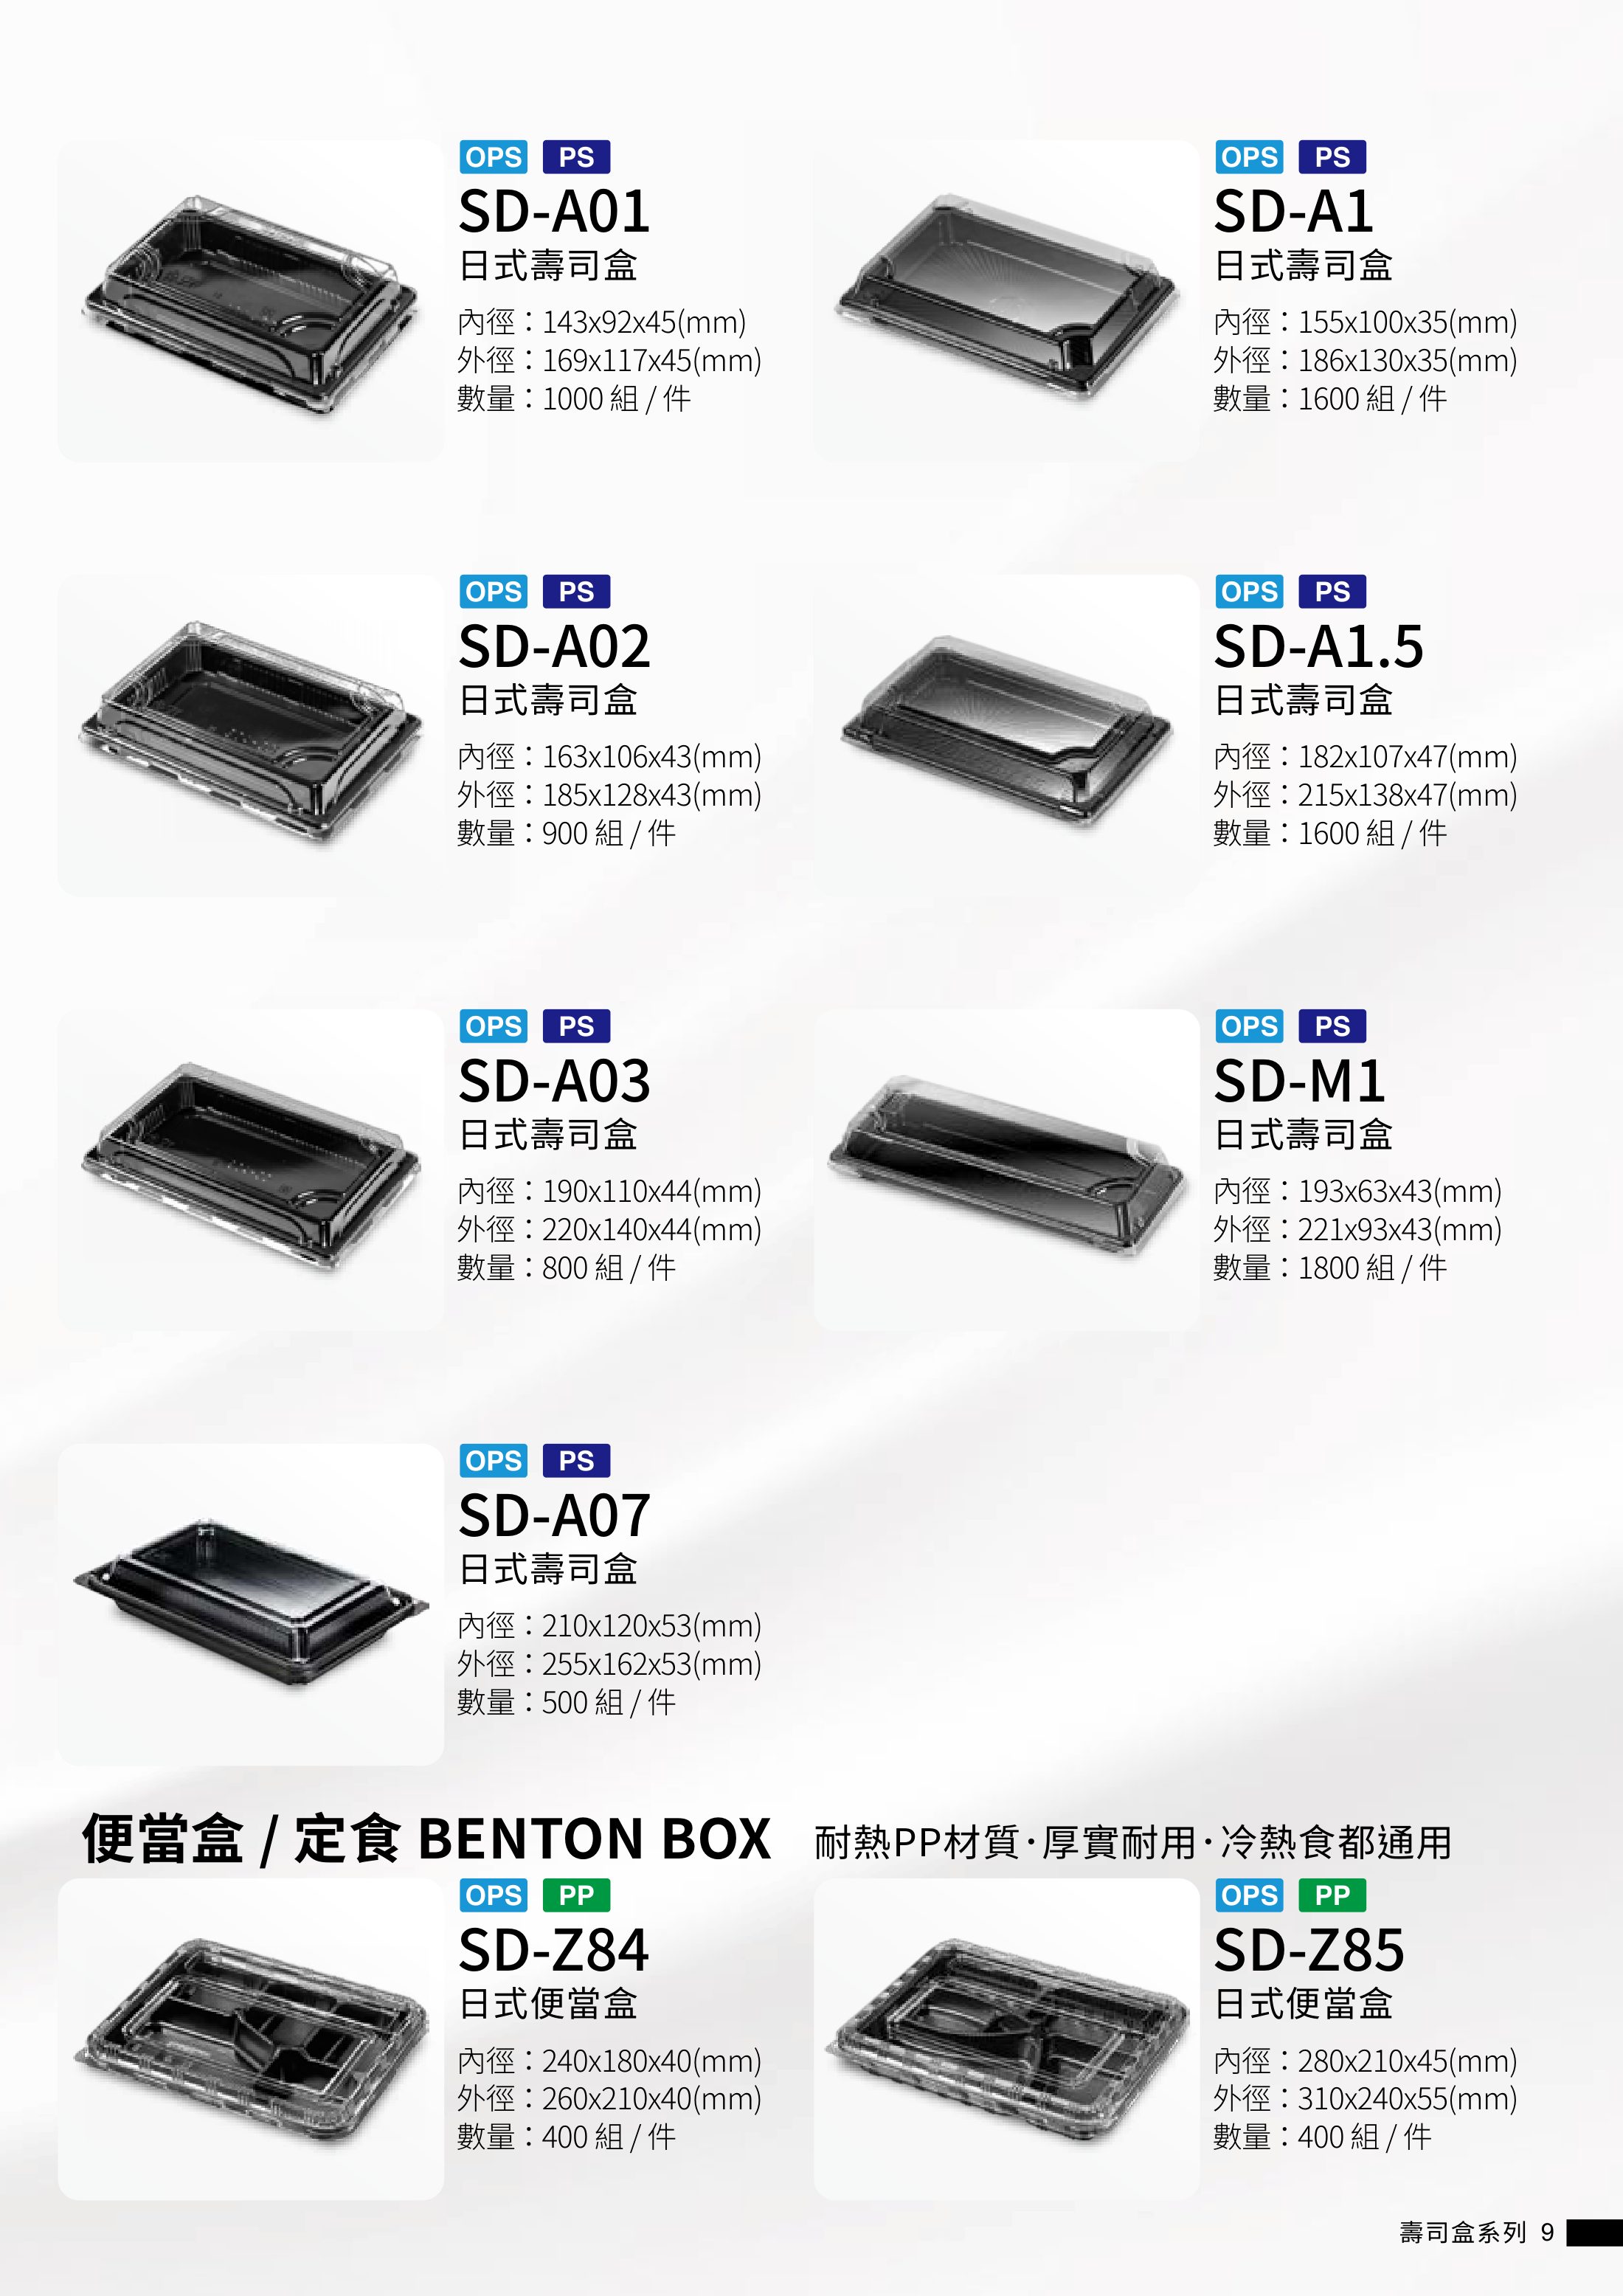 OPS PS
SD-A01
日式壽司盒
內徑：143x92x45(mm)
外徑：169x117x45(mm)
數量：1000 組 / 件
OPS PS
SD-A1
日式壽司盒
內徑：155x100x35(mm)
外徑：186x130x35(mm)
數量：1600 組 / 件
OPS PS
SD-A02
日式壽司盒
內徑：163x106x43(mm)
外徑：185x128x43(mm)
數量：900 組 / 件
OPS PS
SD-A1.5
日式壽司盒
內徑：182x107x47(mm)
外徑：215x138x47(mm)
數量：1600 組 / 件
OPS PS
SD-A03
日式壽司盒
內徑：190x110x44(mm)
外徑：220x140x44(mm)
數量：800 組 / 件
OPS PS
SD-M1
日式壽司盒
內徑：193x63x43(mm)
外徑：221x93x43(mm)
數量：1800 組 / 件
OPS PS
SD-A07
日式壽司盒
內徑：210x120x53(mm)
外徑：255x162x53(mm)
數量：500 組 / 件
便當盒 / 定食 BENTON BOX 耐熱PP材質·厚實耐用·冷熱食都通用
OPS PP
SD-Z84
日式便當盒
內徑：240x180x40(mm)
外徑：260x210x40(mm)
數量：400 組 / 件
OPS PP
SD-Z85
日式便當盒
內徑：280x210x45(mm)
外徑：310x240x55(mm)
數量：400 組 / 件
壽司盒系列 9